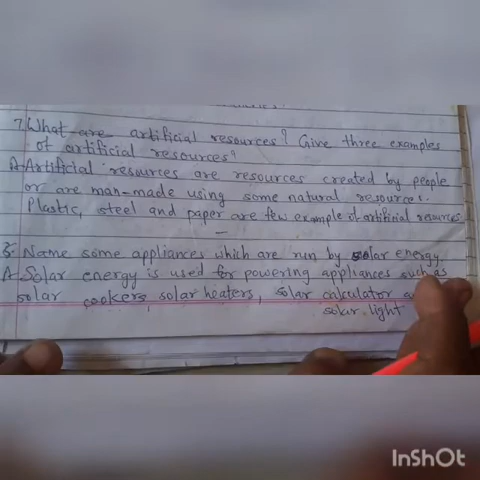 7. What are artificial resources? Give three examples
of artificial resources?
A- Artificial resources are resources created by people
or are man-made using some natural resources.
Plastic, steel and paper are few example of artificial resources
Name some appliances which are run by solar energy.
A- Solar energy is used for powering appliances such as
solar cookers, solar heaters, solar calculator
solar light
InShOt